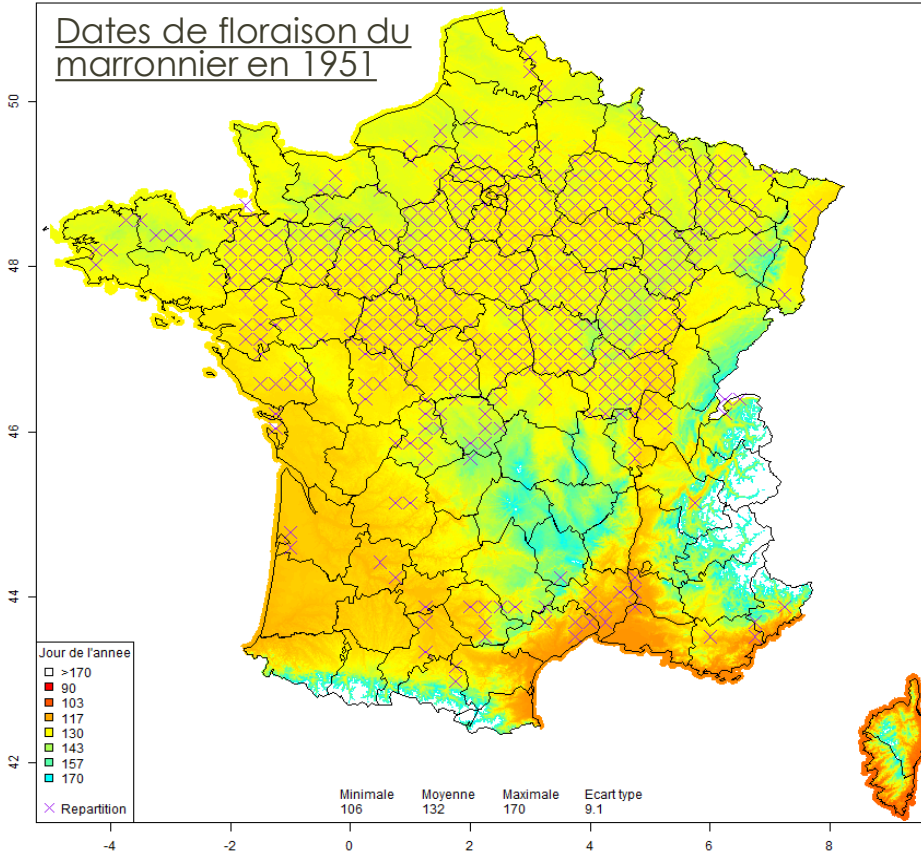 Dates de floraison du
marronnier en 1951
50
48
46
44
42
Jour de l'annee
>170
90
103
117
130
143
157
170
Repartition
Minimale Moyenne Maximale Ecart type
106 132 170 9.1
-4 -2 0 2 4 6 8